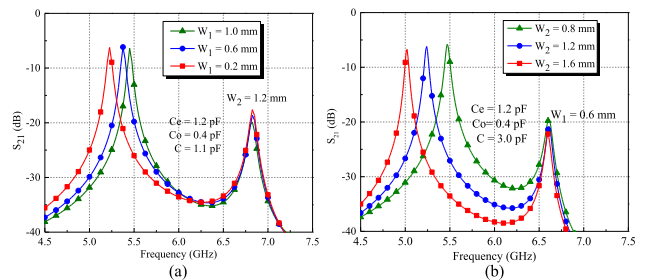 0
-10
-20
-30
-40
S21 (dB)
W1 = 1.0 mm
W1 = 0.6 mm
W1 = 0.2 mm
W2 = 1.2 mm
Ce = 1.2 pF
Co = 0.4 pF
C = 1.1 pF
4.5 5.0 5.5 6.0 6.5 7.0 7.5
Frequency (GHz)
(a)
0
-10
-20
-30
-40
S21 (dB)
W2 = 0.8 mm
W2 = 1.2 mm
W2 = 1.6 mm
Ce = 1.2 pF
Co= 0.4 pF
C = 3.0 pF
W1 = 0.6 mm
4.5 5.0 5.5 6.0 6.5 7.0 7.5
Frequency (GHz)
(b)